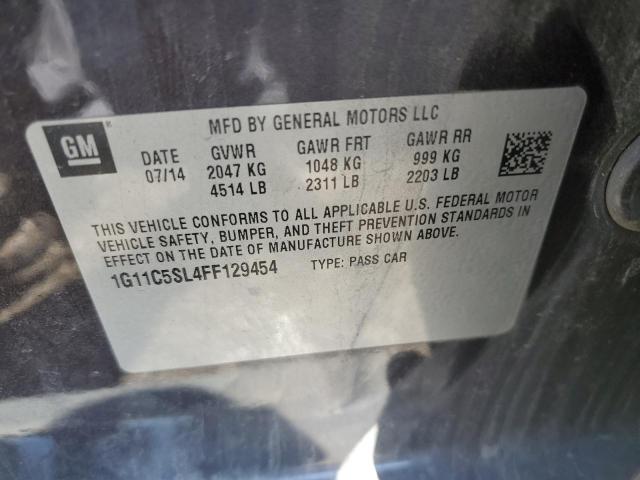 GM
MFD BY GENERAL MOTORS LLC
DATE GVWR GAWR FRT GAWR RR
07/14 2047 KG 1048 KG 999 KG
4514 LB 2311 LB 2203 LB
THIS VEHICLE CONFORMS TO ALL APPLICABLE U.S. FEDERAL MOTOR
VEHICLE SAFETY, BUMPER, AND THEFT PREVENTION STANDARDS IN
EFFECT ON THE DATE OF MANUFACTURE SHOWN ABOVE.
1G11C5SL4FF129454 TYPE: PASS CAR